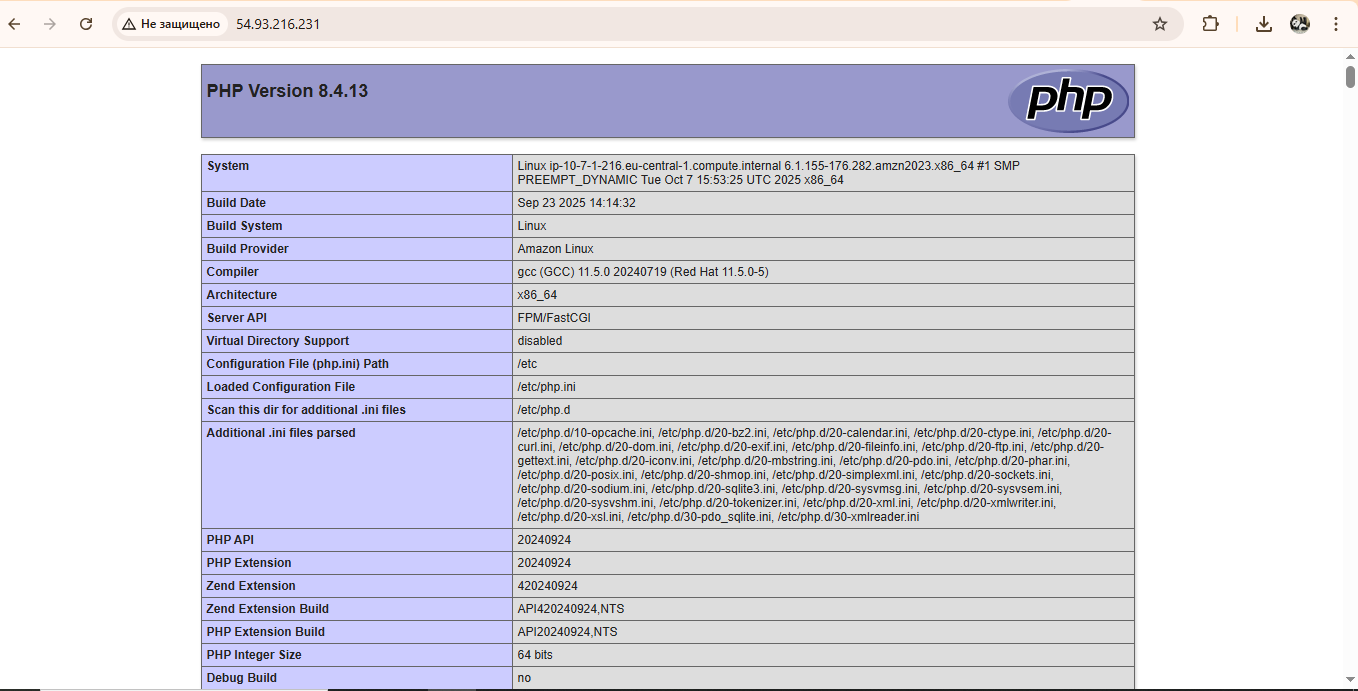 Не защищено 54.93.216.231
PHP Version 8.4.13
php
System Linux ip-10-7-1-216.eu-central-1.compute.internal 6.1.155-176.282.amzn2023.x86_64 #1 SMP
PREEMPT_DYNAMIC Tue Oct 7 15:53:25 UTC 2025 x86_64
Build Date Sep 23 2025 14:14:32
Build System Linux
Build Provider Amazon Linux
Compiler gcc (GCC) 11.5.0 20240719 (Red Hat 11.5.0-5)
Architecture x86_64
Server API FPM/FastCGI
Virtual Directory Support disabled
Configuration File (php.ini) Path /etc
Loaded Configuration File /etc/php.ini
Scan this dir for additional .ini files /etc/php.d
Additional .ini files parsed /etc/php.d/10-opcache.ini, /etc/php.d/20-bz2.ini, /etc/php.d/20-calendar.ini, /etc/php.d/20-ctype.ini, /etc/php.d/20-
curl.ini, /etc/php.d/20-dom.ini, /etc/php.d/20-exif.ini, /etc/php.d/20-fileinfo.ini, /etc/php.d/20-ftp.ini, /etc/php.d/20-
gettext.ini, /etc/php.d/20-iconv.ini, /etc/php.d/20-mbstring.ini, /etc/php.d/20-pdo.ini, /etc/php.d/20-phar.ini,
/etc/php.d/20-posix.ini, /etc/php.d/20-shmop.ini, /etc/php.d/20-simplexml.ini, /etc/php.d/20-sockets.ini,
/etc/php.d/20-sodium.ini, /etc/php.d/20-sqlite3.ini, /etc/php.d/20-sysvmsg.ini, /etc/php.d/20-sysvsem.ini,
/etc/php.d/20-sysvshm.ini, /etc/php.d/20-tokenizer.ini, /etc/php.d/20-xml.ini, /etc/php.d/20-xmlwriter.ini,
/etc/php.d/20-xsl.ini, /etc/php.d/30-pdo_sqlite.ini, /etc/php.d/30-xmlreader.ini
PHP API 20240924
PHP Extension 20240924
Zend Extension 420240924
Zend Extension Build API420240924,NTS
PHP Extension Build API20240924,NTS
PHP Integer Size 64 bits
Debug Build no